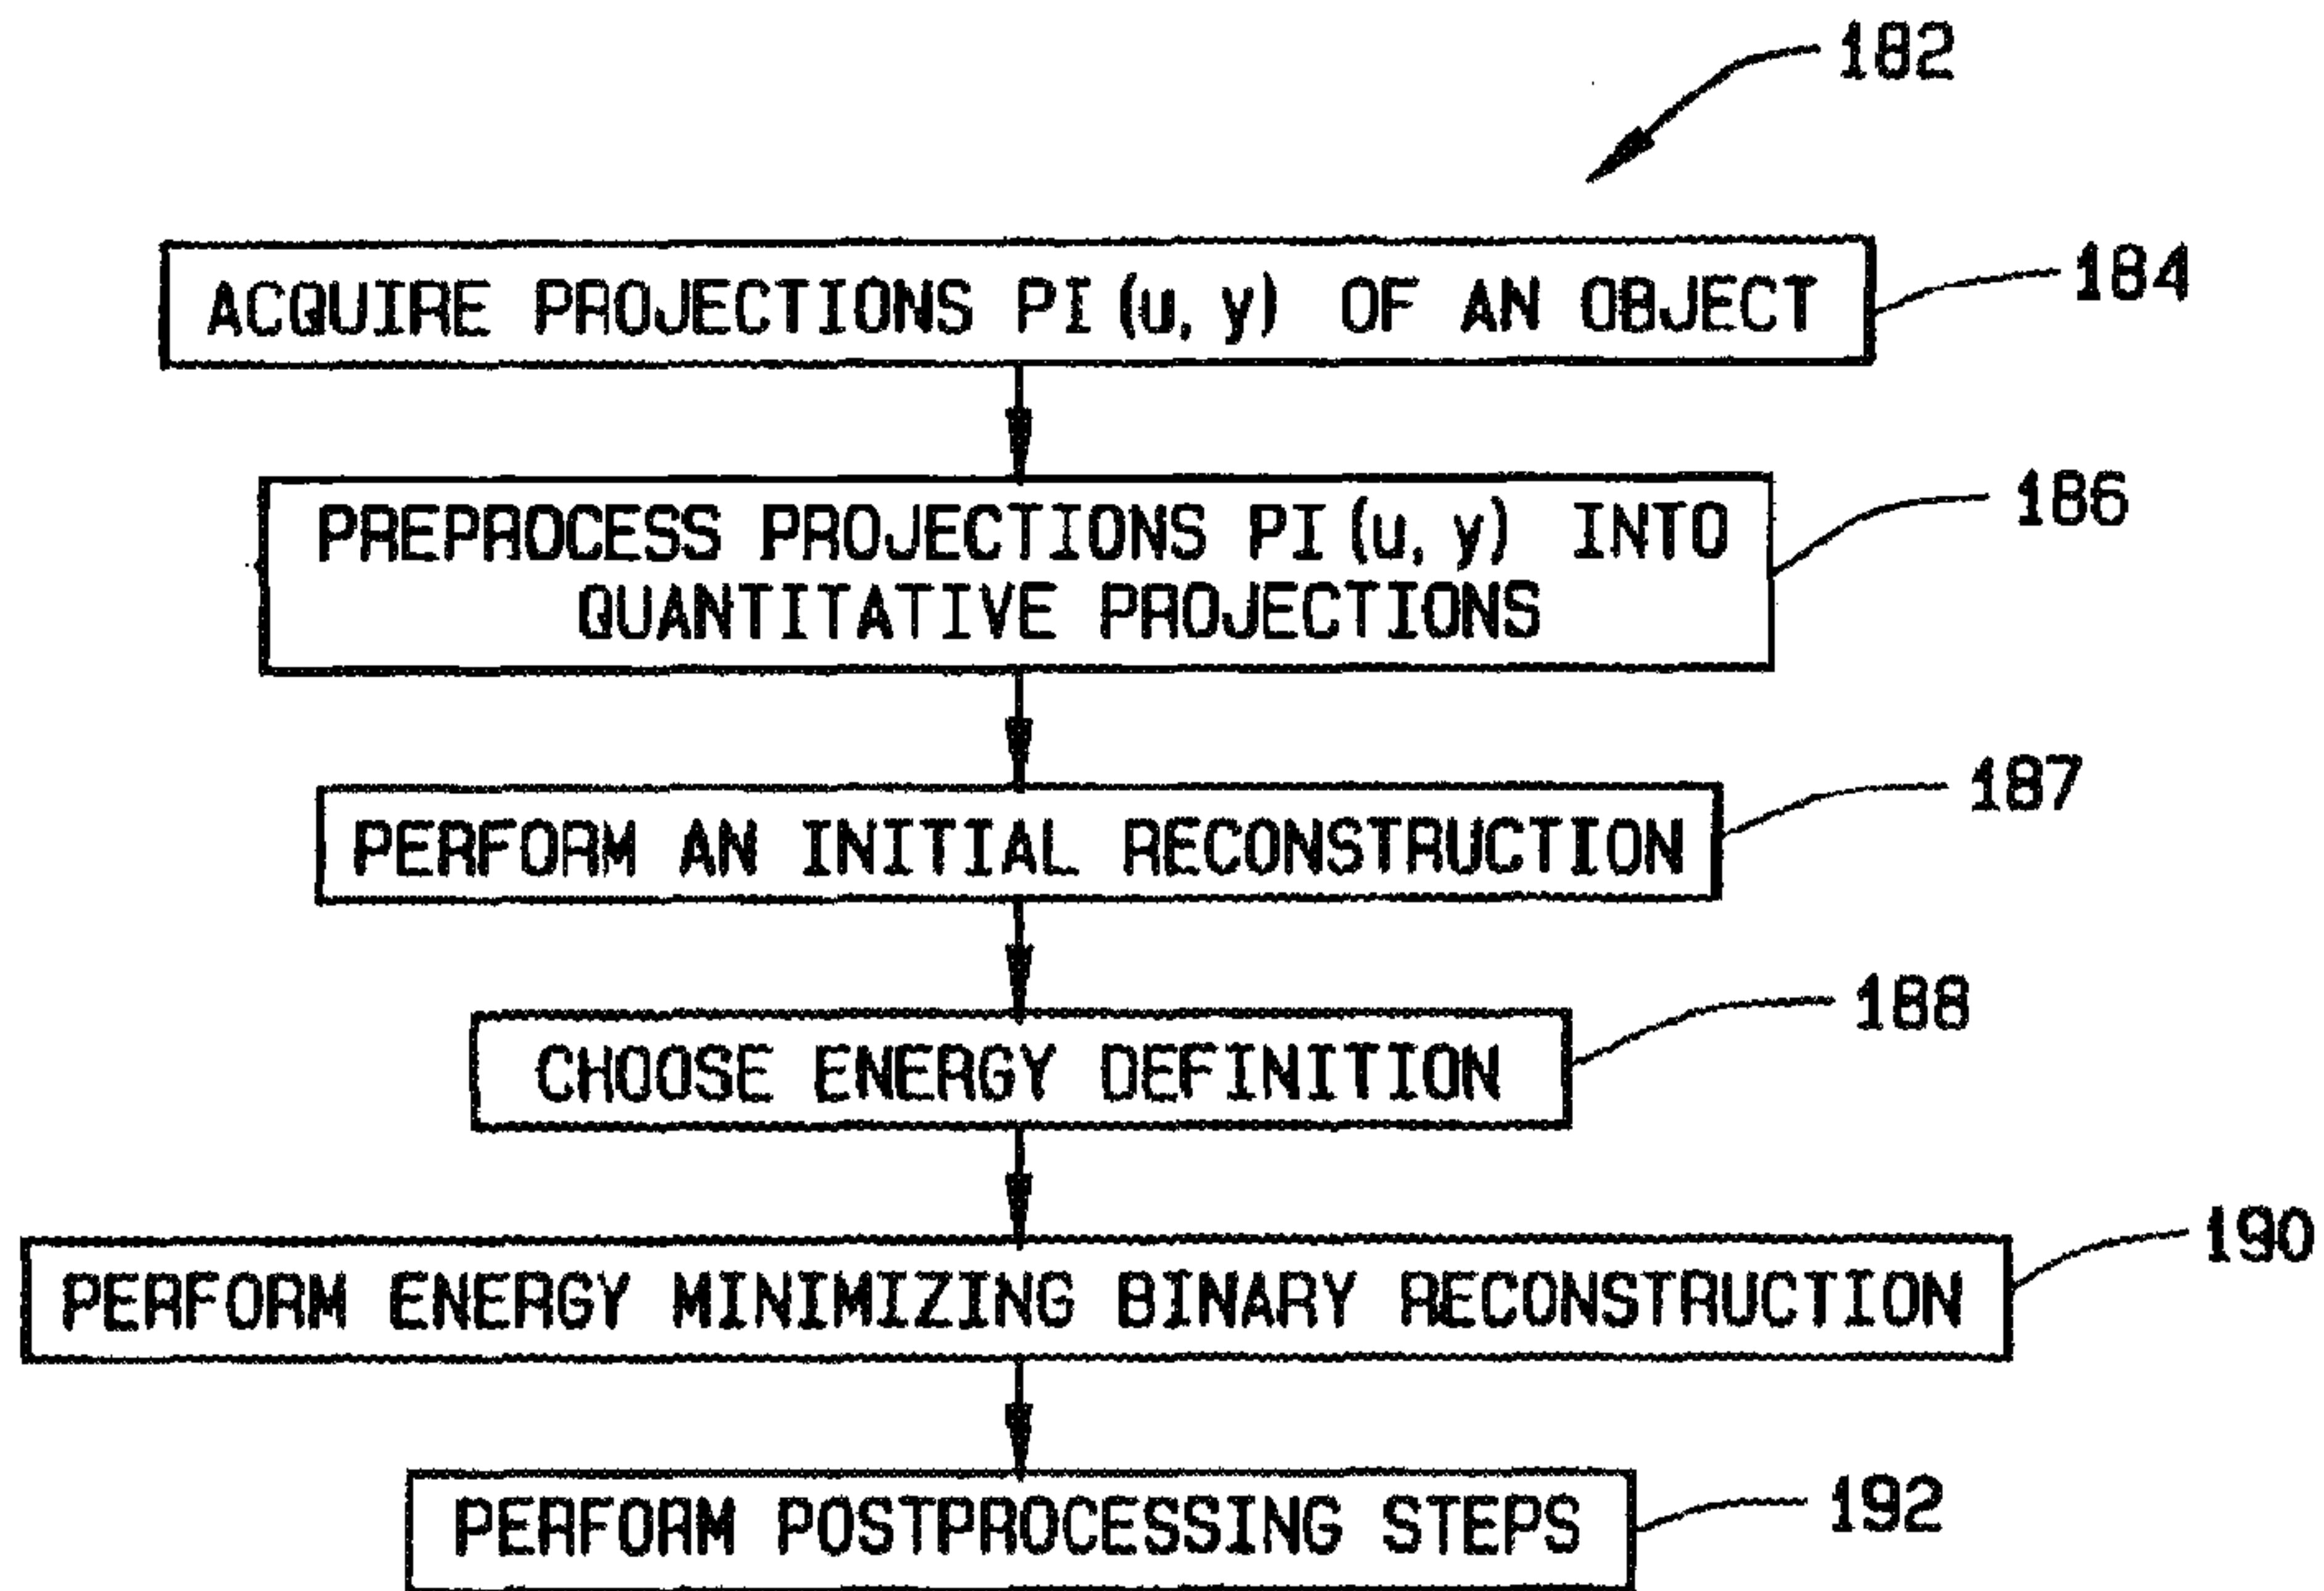 182
ACQUIRE PROJECTIONS PI(u, y) OF AN OBJECT
184
PREPROCESS PROJECTIONS PI(u, y) INTO
QUANTITATIVE PROJECTIONS
186
PERFORM AN INITIAL RECONSTRUCTION
187
CHOOSE ENERGY DEFINITION
188
PERFORM ENERGY MINIMIZING BINARY RECONSTRUCTION
190
PERFORM POSTPROCESSING STEPS
192